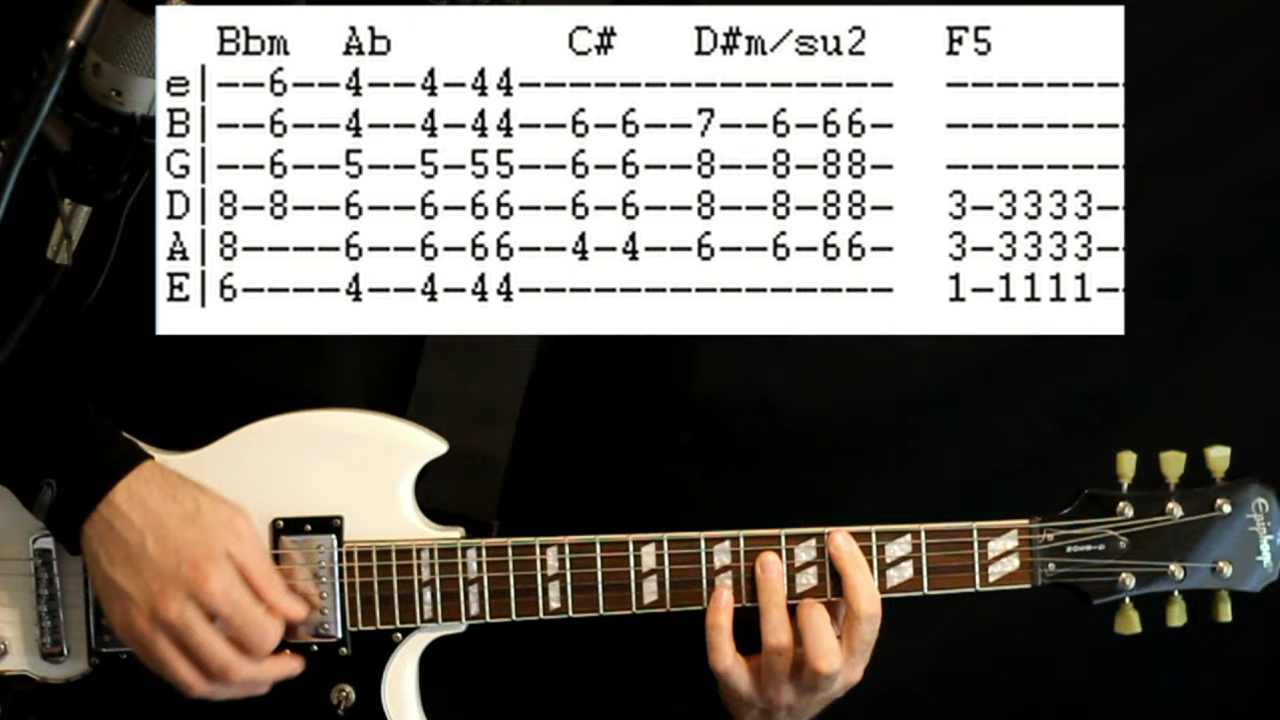 Bbm Ab C# D#m/su2 F5
e|--6--4--4-44--------------- -------
B|--6--4--4-44--6-6--7--6-66- -------
G|--6--5--5-55--6-6--8--8-88- -------
D|8-8--6--6-66--6-6--8--8-88- 3-3333-
A|8----6--6-66--4-4--6--6-66- 3-3333-
E|6----4--4-44--------------- 1-1111-
Epiphone